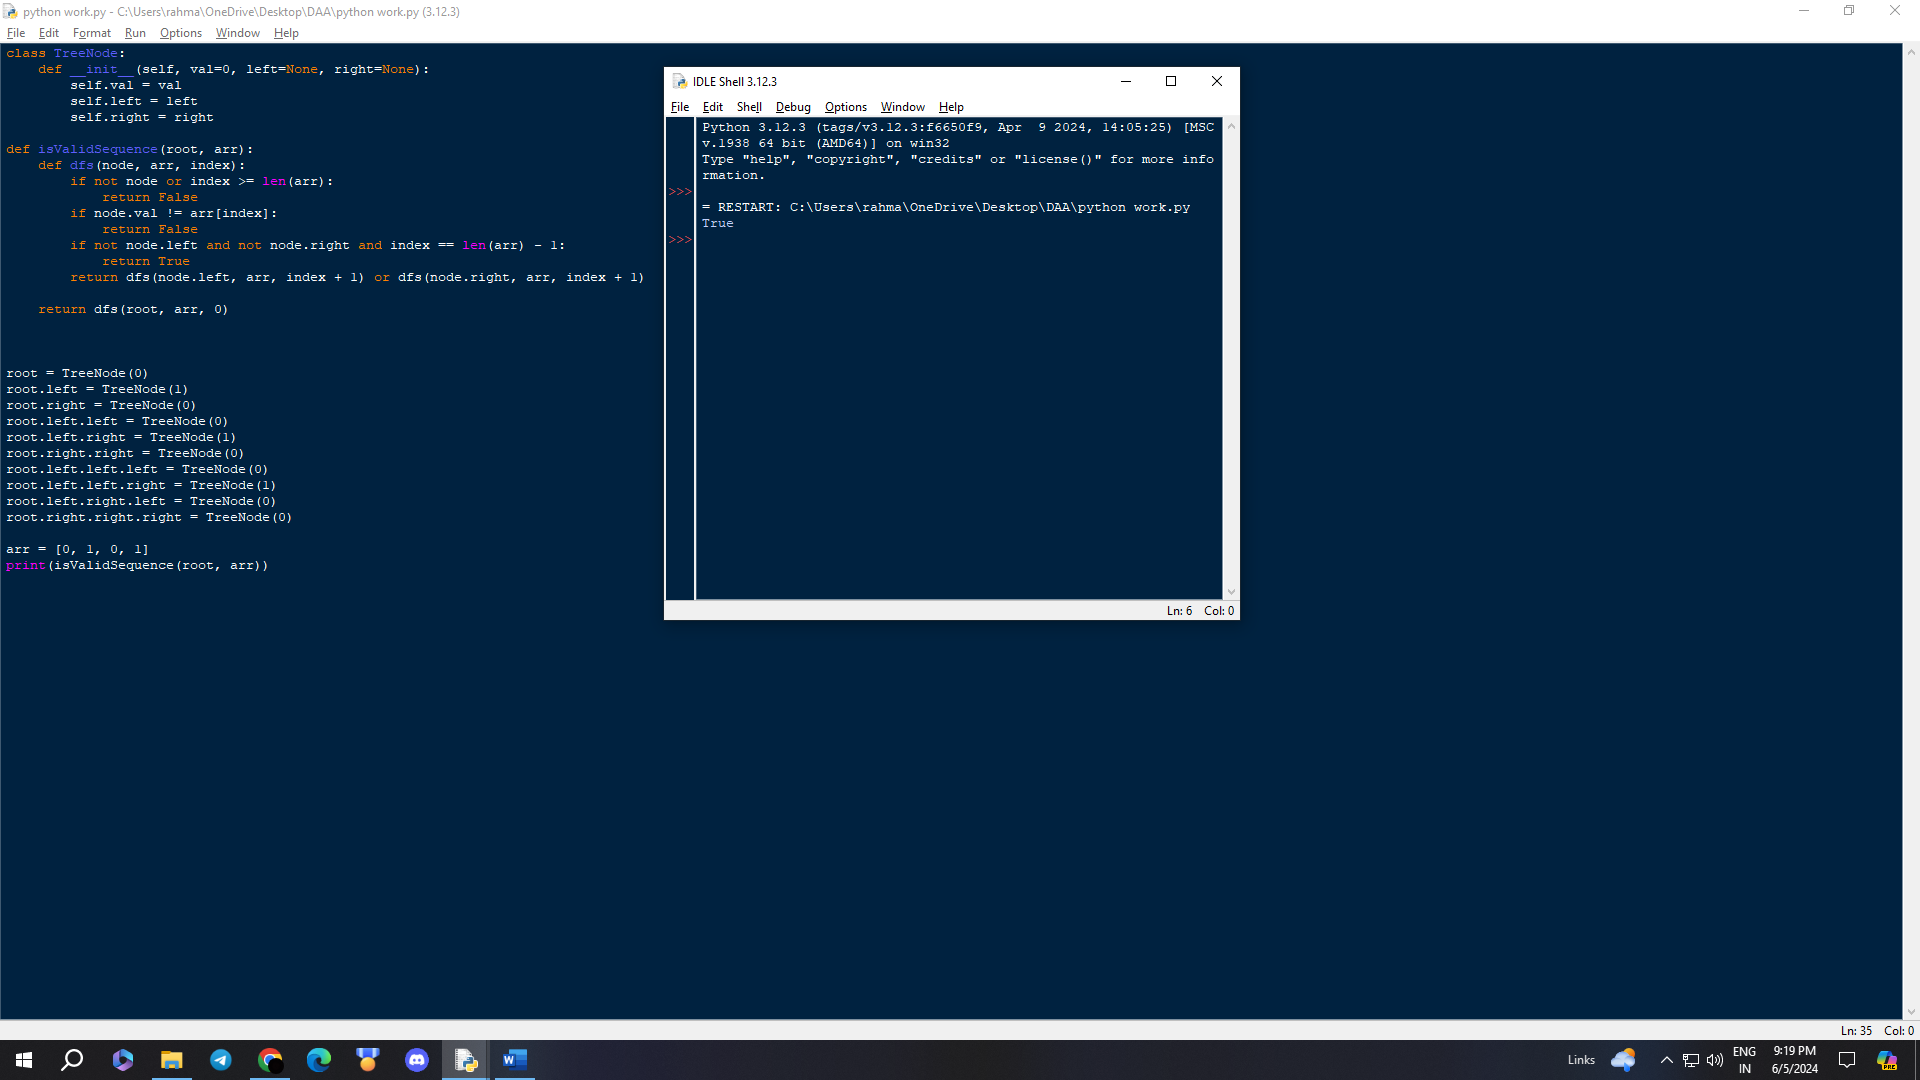 python work.py - C:\Users\rahma\OneDrive\Desktop\DAA\python work.py (3.12.3)
File Edit Format Run Options Window Help
class TreeNode:
    def __init__(self, val=0, left=None, right=None):
        self.val = val
        self.left = left
        self.right = right
def isValidSequence(root, arr):
    def dfs(node, arr, index):
        if not node or index >= len(arr):
            return False
        if node.val != arr[index]:
            return False
        if not node.left and not node.right and index == len(arr) - 1:
            return True
        return dfs(node.left, arr, index + 1) or dfs(node.right, arr, index + 1)
    return dfs(root, arr, 0)
root = TreeNode(0)
root.left = TreeNode(1)
root.right = TreeNode(0)
root.left.left = TreeNode(0)
root.left.right = TreeNode(1)
root.right.right = TreeNode(0)
root.left.left.left = TreeNode(0)
root.left.left.right = TreeNode(1)
root.left.right.left = TreeNode(0)
root.right.right.right = TreeNode(0)
arr = [0, 1, 0, 1]
print(isValidSequence(root, arr))
IDLE Shell 3.12.3
File Edit Shell Debug Options Window Help
Python 3.12.3 (tags/v3.12.3:f6650f9, Apr  9 2024, 14:05:25) [MSC
v.1938 64 bit (AMD64)] on win32
Type "help", "copyright", "credits" or "license()" for more info
rmation.
>>>
= RESTART: C:\Users\rahma\OneDrive\Desktop\DAA\python work.py
True
>>>
Ln: 6 Col: 0
Ln: 35 Col: 0
Links
ENG
IN
9:19 PM
6/5/2024
PRE